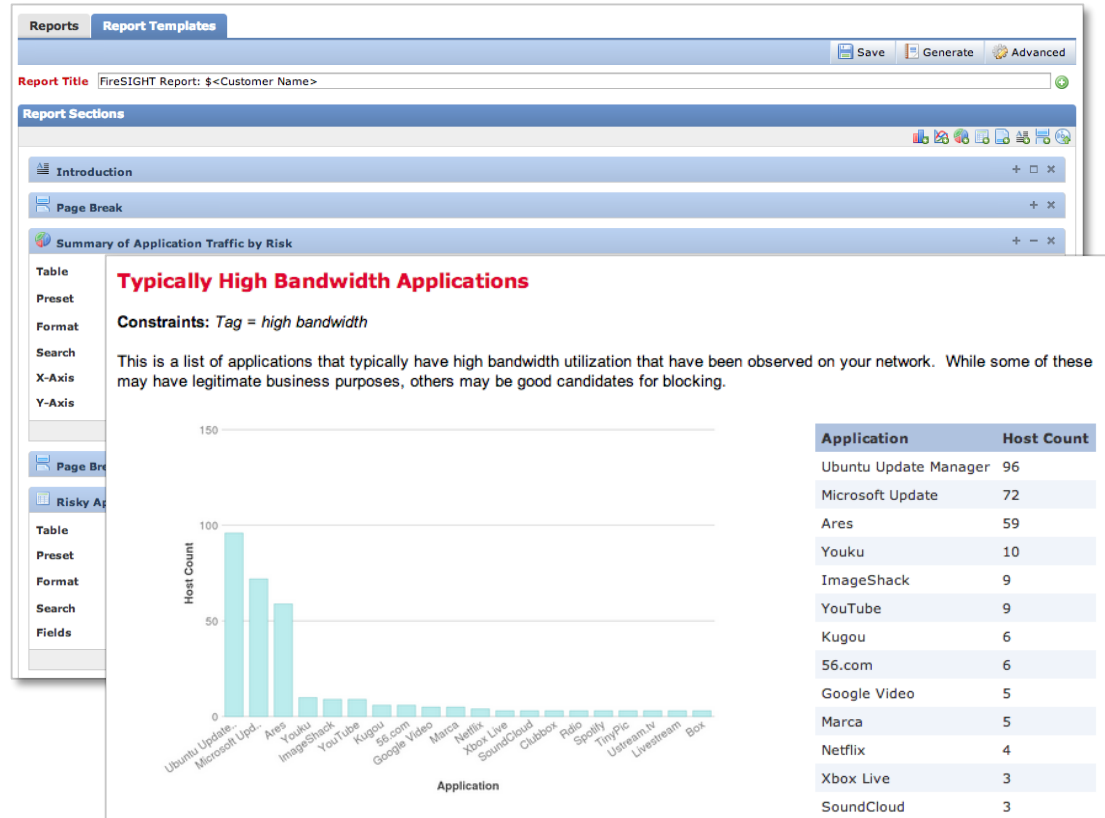 Reports
Report Templates
Save
Generate
Advanced
Report Title
FireSIGHT Report: $<Customer Name>
Report Sections
Introduction
Page Break
Summary of Application Traffic by Risk
Table
Preset
Format
Search
X-Axis
Y-Axis
Page Bre
Risky Ap
Table
Preset
Format
Search
Fields
Typically High Bandwidth Applications
Constraints: Tag = high bandwidth
This is a list of applications that typically have high bandwidth utilization that have been observed on your network. While some of these
may have legitimate business purposes, others may be good candidates for blocking.
150
100
50
0
Host Count
Ubuntu Update..
Microsoft Upd..
Ares
Youku
ImageShack
YouTube
Kugou
56.com
Google Video
Marca
Netflix
Xbox Live
SoundCloud
Clubbox
Rdio
Spotify
TinyPic
Ustream.tv
Livestream
Box
Application
Application Host Count
Ubuntu Update Manager 96
Microsoft Update 72
Ares 59
Youku 10
ImageShack 9
YouTube 9
Kugou 6
56.com 6
Google Video 5
Marca 5
Netflix 4
Xbox Live 3
SoundCloud 3